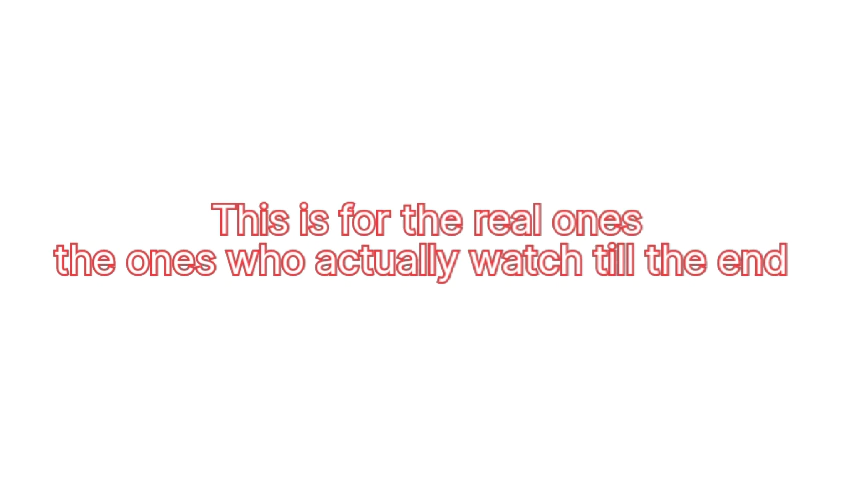 This is for the real ones
the ones who actually watch till the end